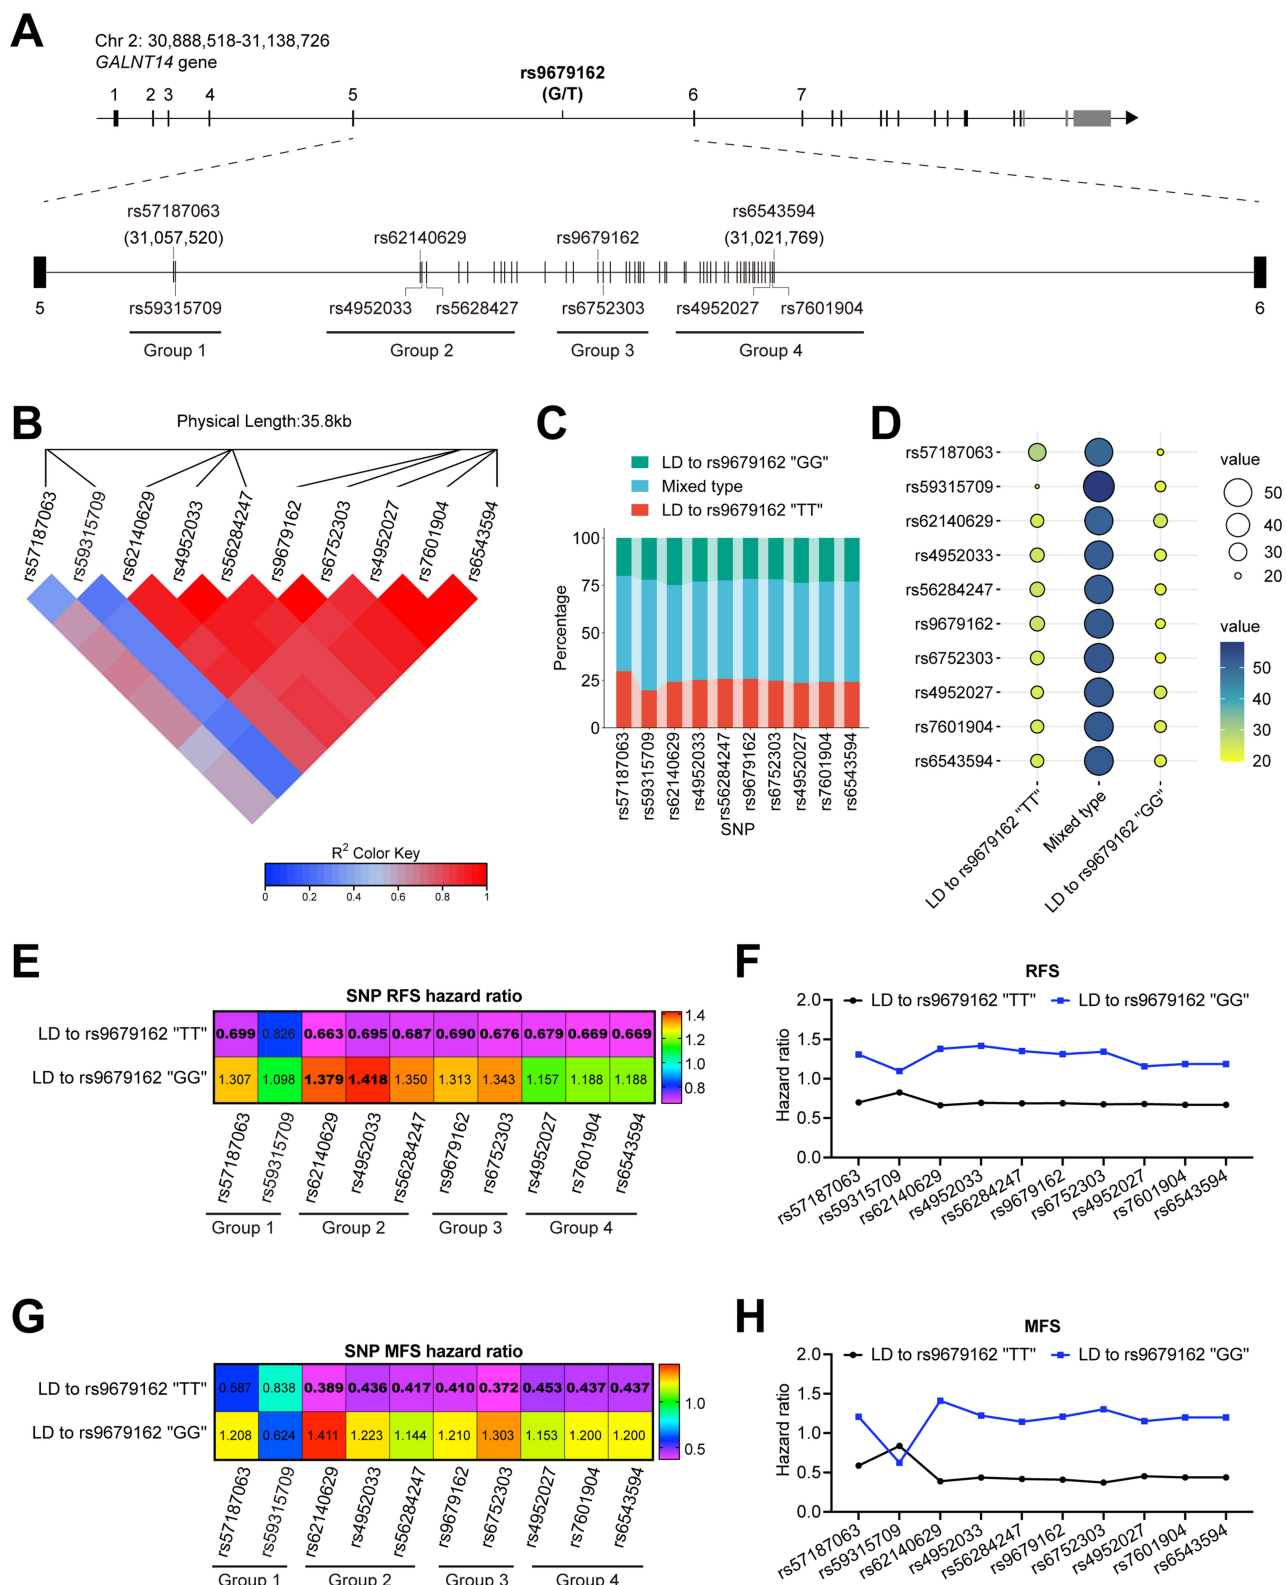 A
Chr 2: 30,888,518-31,138,726
GALNT14 gene
rs9679162
(G/T)
1 2 3 4 5 6 7
rs57187063
(31,057,520)
rs62140629
rs9679162
rs6543594
(31,021,769)
5
rs59315709
rs4952033
rs5628427
rs6752303
rs4952027
rs7601904
6
Group 1
Group 2
Group 3
Group 4
B
Physical Length:35.8kb
rs57187063
rs59315709
rs62140629
rs4952033
rs56284247
rs9679162
rs6752303
rs4952027
rs7601904
rs6543594
R2 Color Key
0 0.2 0.4 0.6 0.8 1
C
LD to rs9679162 "GG"
Mixed type
LD to rs9679162 "TT"
Percentage
100
75
50
25
0
rs57187063
rs59315709
rs62140629
rs4952033
rs56284247
rs9679162
rs6752303
rs4952027
rs7601904
rs6543594
SNP
D
rs57187063
rs59315709
rs62140629
rs4952033
rs56284247
rs9679162
rs6752303
rs4952027
rs7601904
rs6543594
LD to rs9679162 "TT"
Mixed type
LD to rs9679162 "GG"
value
50
40
30
20
value
50
40
30
20
E
SNP RFS hazard ratio
LD to rs9679162 "TT" 0.699 0.826 0.663 0.695 0.687 0.690 0.676 0.679 0.669 0.669
LD to rs9679162 "GG" 1.307 1.098 1.379 1.418 1.350 1.313 1.343 1.157 1.188 1.188
1.4
1.2
1.0
0.8
rs57187063
rs59315709
rs62140629
rs4952033
rs56284247
rs9679162
rs6752303
rs4952027
rs7601904
rs6543594
Group 1
Group 2
Group 3
Group 4
F
RFS
LD to rs9679162 "TT"
LD to rs9679162 "GG"
Hazard ratio
2.0
1.5
1.0
0.5
0.0
rs57187063
rs59315709
rs62140629
rs4952033
rs56284247
rs9679162
rs6752303
rs4952027
rs7601904
rs6543594
G
SNP MFS hazard ratio
LD to rs9679162 "TT" 0.587 0.838 0.389 0.436 0.417 0.410 0.372 0.453 0.437 0.437
LD to rs9679162 "GG" 1.208 0.624 1.411 1.223 1.144 1.210 1.303 1.153 1.200 1.200
1.0
0.5
rs57187063
rs59315709
rs62140629
rs4952033
rs56284247
rs9679162
rs6752303
rs4952027
rs7601904
rs6543594
Group 1
Group 2
Group 3
Group 4
H
MFS
LD to rs9679162 "TT"
LD to rs9679162 "GG"
Hazard ratio
2.0
1.5
1.0
0.5
0.0
rs57187063
rs59315709
rs62140629
rs4952033
rs56284247
rs9679162
rs6752303
rs4952027
rs7601904
rs6543594